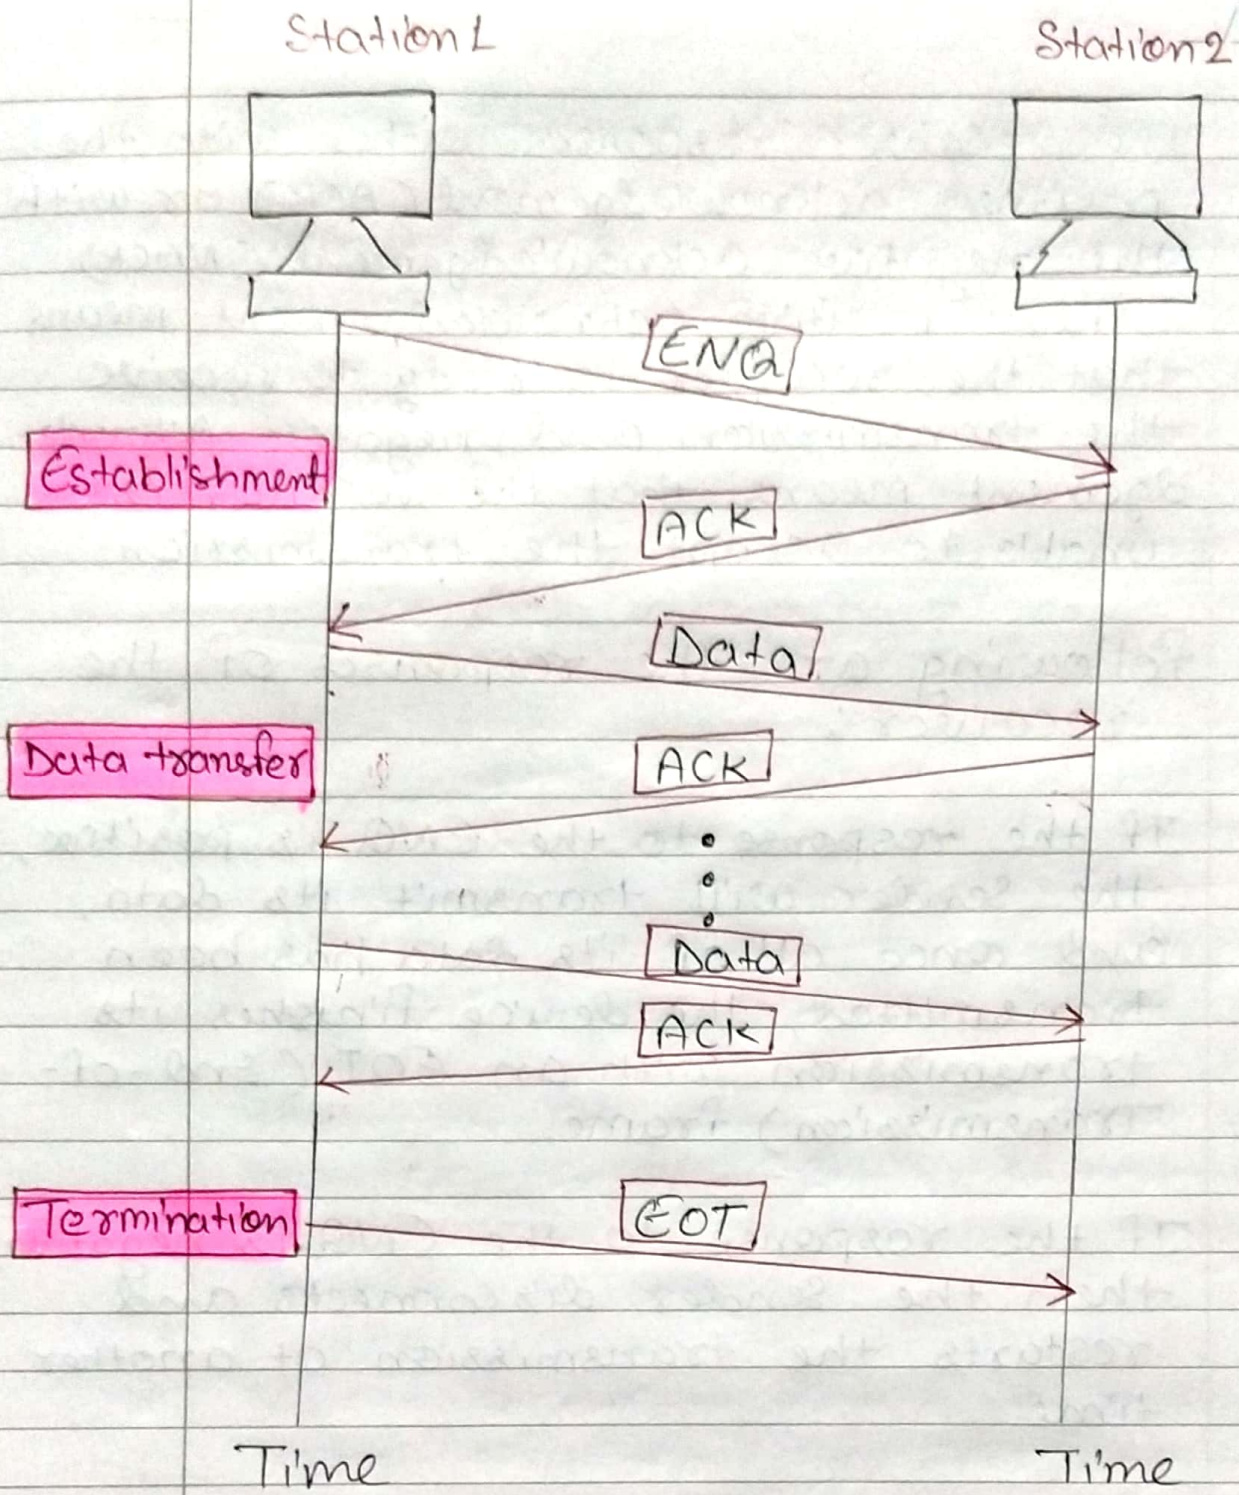 Station 1
Station 2
ENQ
Establishment
ACK
Data
Data transfer
ACK
Data
ACK
Termination
EOT
Time
Time